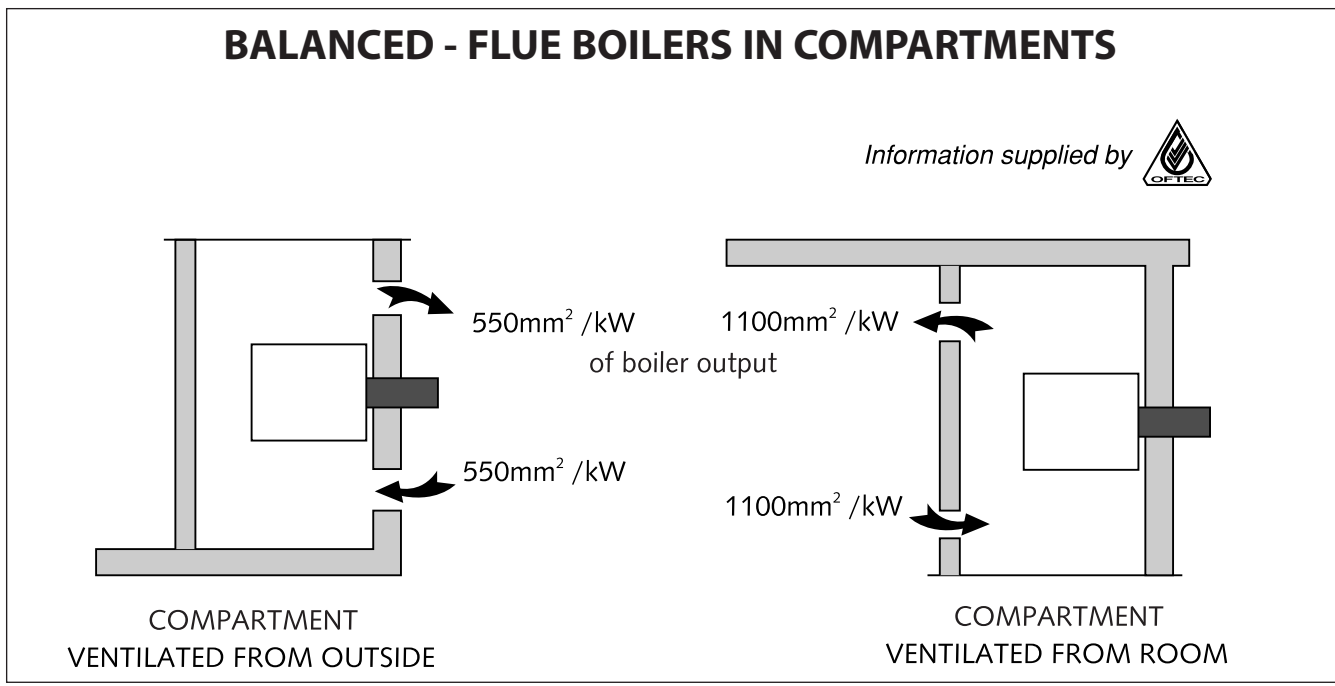 BALANCED - FLUE BOILERS IN COMPARTMENTS
Information supplied by
OFTEC
550mm² /kW
1100mm² /kW
of boiler output
550mm² /kW
1100mm² /kW
COMPARTMENT
VENTILATED FROM OUTSIDE
COMPARTMENT
VENTILATED FROM ROOM